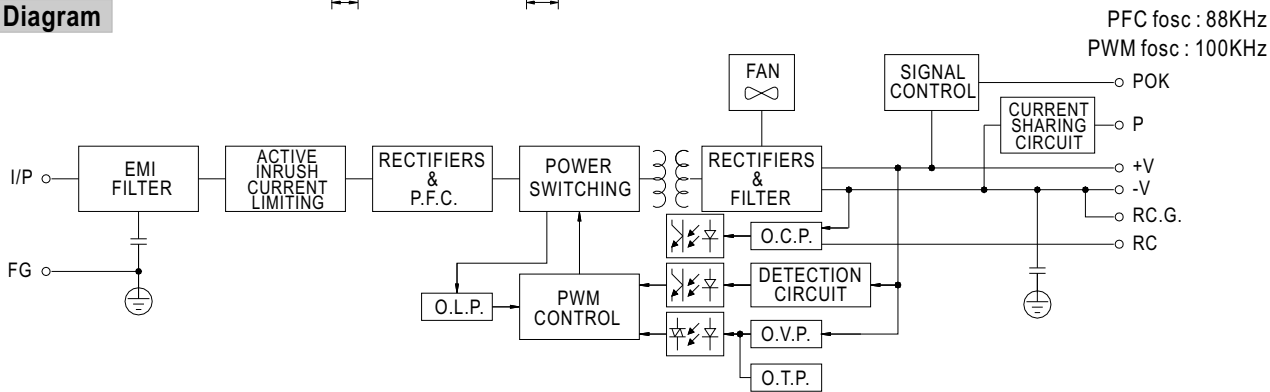 Diagram
PFC fosc : 88KHz
PWM fosc : 100KHz
FAN
SIGNAL
CONTROL
POK
CURRENT
SHARING
CIRCUIT
P
I/P
EMI
FILTER
ACTIVE
INRUSH
CURRENT
LIMITING
RECTIFIERS
&
P.F.C.
POWER
SWITCHING
RECTIFIERS
&
FILTER
+V
-V
RC.G.
RC
O.C.P.
FG
DETECTION
CIRCUIT
O.L.P.
PWM
CONTROL
O.V.P.
O.T.P.